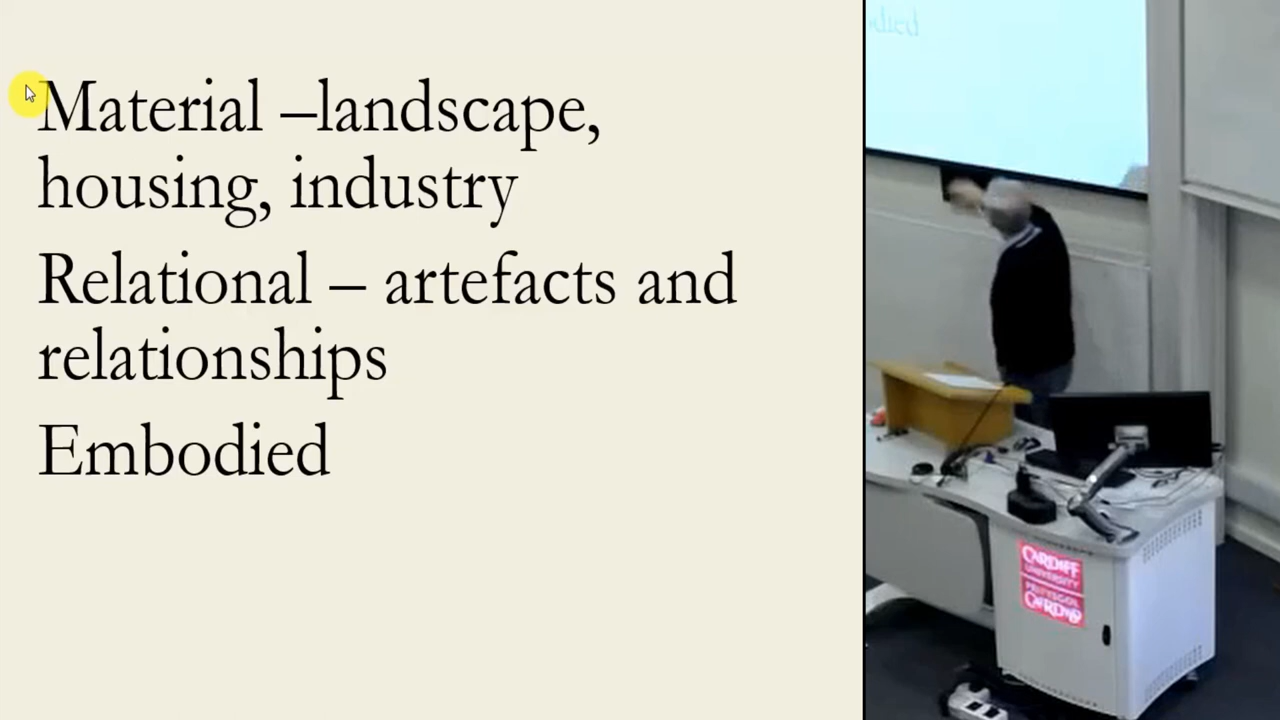 Material –landscape,
housing, industry
Relational – artefacts and
relationships
Embodied
CARDIFF
UNIVERSITY
PRIFYSGOL
CAERDYDD